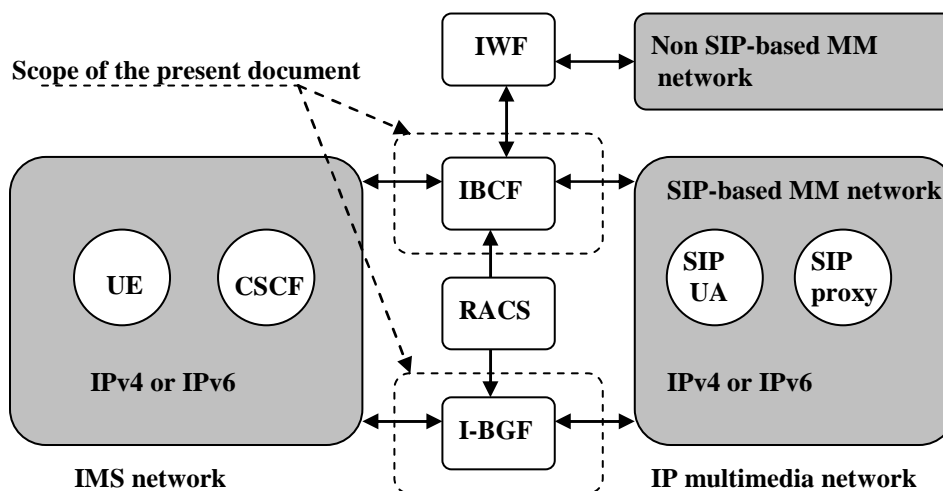 IWF
Non SIP-based MM
network
Scope of the present document
IBCF
SIP-based MM network
UE
CSCF
SIP
UA
SIP
proxy
RACS
IPv4 or IPv6
IPv4 or IPv6
I-BGF
IMS network
IP multimedia network